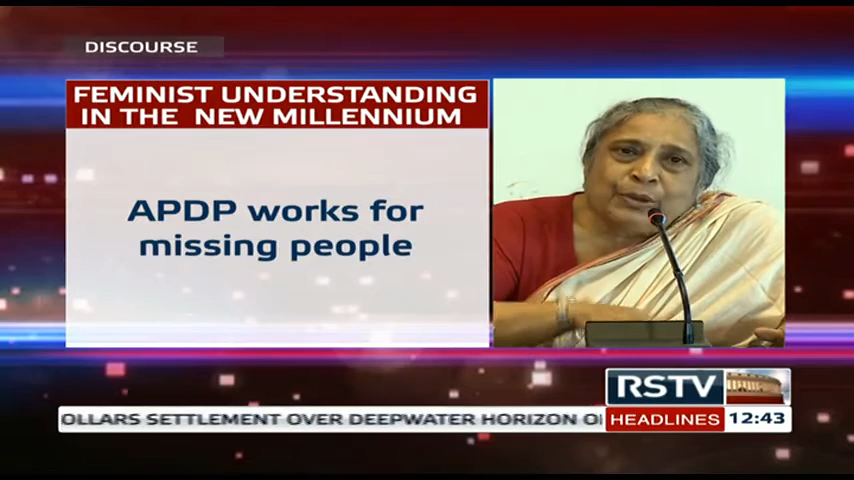 DISCOURSE
FEMINIST UNDERSTANDING
IN THE NEW MILLENNIUM
APDP works for
missing people
RSTV
OLLARS SETTLEMENT OVER DEEPWATER HORIZON O
HEADLINES
12:43